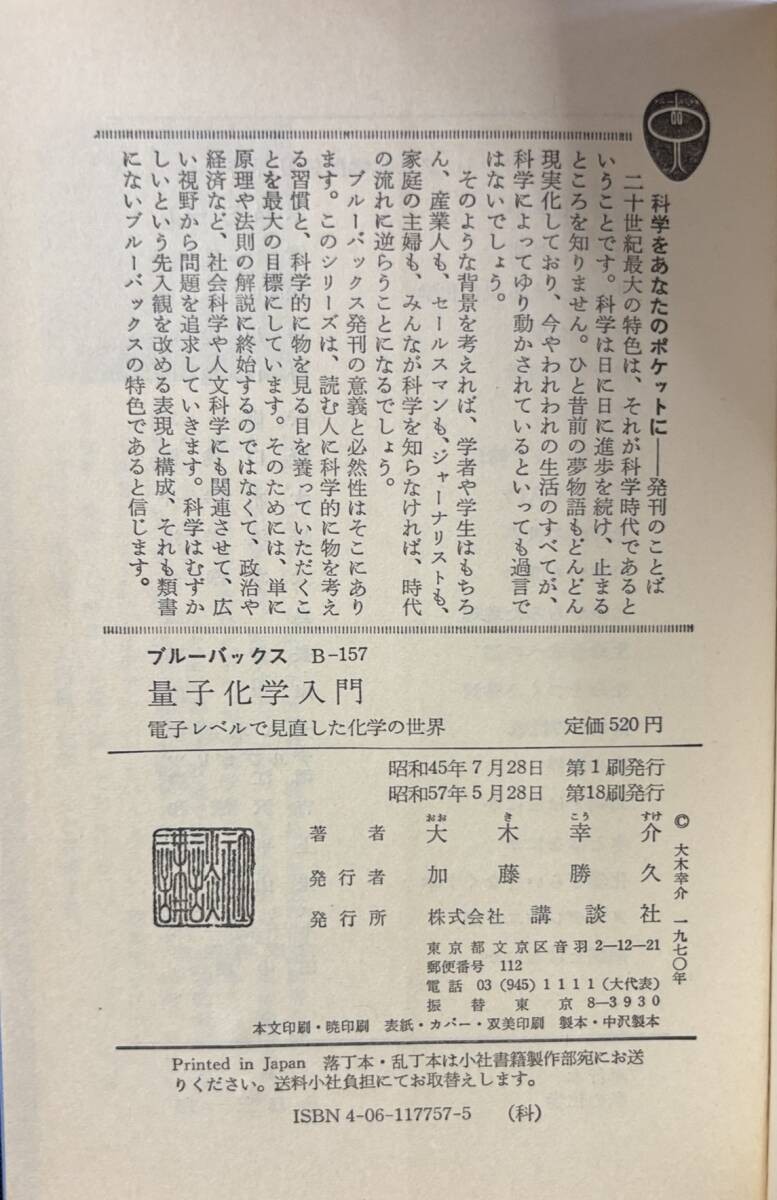 科学をあなたのポケットに——発刊のことば
二十世紀最大の特色は、それが科学時代であると
いうことです。科学は日に日に進歩を続け、止まる
ところを知りません。ひと昔前の夢物語もどんどん
現実化しており、今やわれわれの生活のすべてが、
科学によってゆり動かされているといっても過言で
はないでしょう。
そのような背景を考えれば、学者や学生はもちろ
ん、産業人も、セールスマンも、ジャーナリストも、
家庭の主婦も、みんなが科学を知らなければ、時代
の流れに逆らうことになるでしょう。
ブルーバックス発刊の意義と必然性はそこにあり
ます。このシリーズは、読む人に科学的に物を考え
る習慣と、科学的に物を見る目を養っていただくこ
とを最大の目標にしています。そのためには、単に
原理や法則の解説に終始するのではなくて、政治や
経済など、社会科学や人文科学にも関連させて、広
い視野から問題を追求していきます。科学はむずか
しいという先入観を改める表現と構成、それも類書
にないブルーバックスの特色であると信じます。
ブルーバックス B-157
量子化学入門
電子レベルで見直した化学の世界 定価520円
昭和45年7月28日 第1刷発行
昭和57年5月28日 第18刷発行
おお き こう すけ
著者 大木幸介
発行者 加藤勝久
発行所 株式会社 講談社
東京都文京区音羽2-12-21
郵便番号 112
電話 03 (945) 1111 (大代表)
振替 東京 8-3930
本文印刷・暁印刷 表紙・カバー・双美印刷 製本・中沢製本
© 大木幸介 一九七〇年
講談社
Printed in Japan 落丁本・乱丁本は小社書籍製作部宛にお送
りください。送料小社負担にてお取替えします。
ISBN 4-06-117757-5 (科)